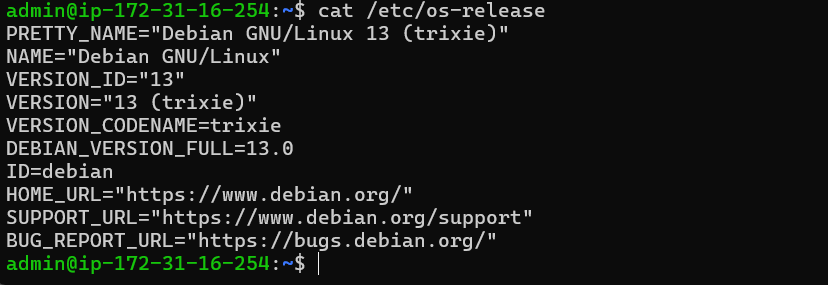 admin@ip-172-31-16-254:~$ cat /etc/os-release
PRETTY_NAME="Debian GNU/Linux 13 (trixie)"
NAME="Debian GNU/Linux"
VERSION_ID="13"
VERSION="13 (trixie)"
VERSION_CODENAME=trixie
DEBIAN_VERSION_FULL=13.0
ID=debian
HOME_URL="https://www.debian.org/"
SUPPORT_URL="https://www.debian.org/support"
BUG_REPORT_URL="https://bugs.debian.org/"
admin@ip-172-31-16-254:~$